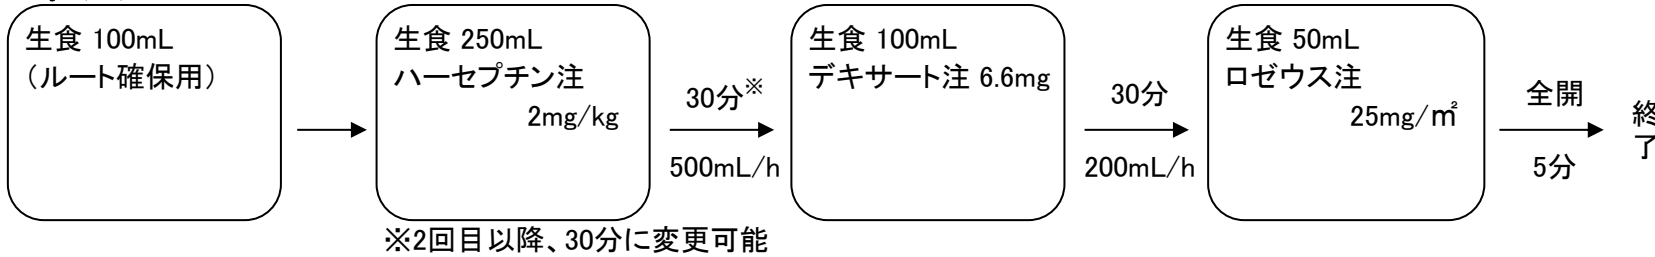 生食 100mL
（ルート確保用）
生食 250mL
ハーセプチン注
2mg/kg
30分※
500mL/h
生食 100mL
デキサート注 6.6mg
30分
200mL/h
生食 50mL
ロゼウス注
25mg/㎡
全開
5分
終
了
※2回目以降、30分に変更可能